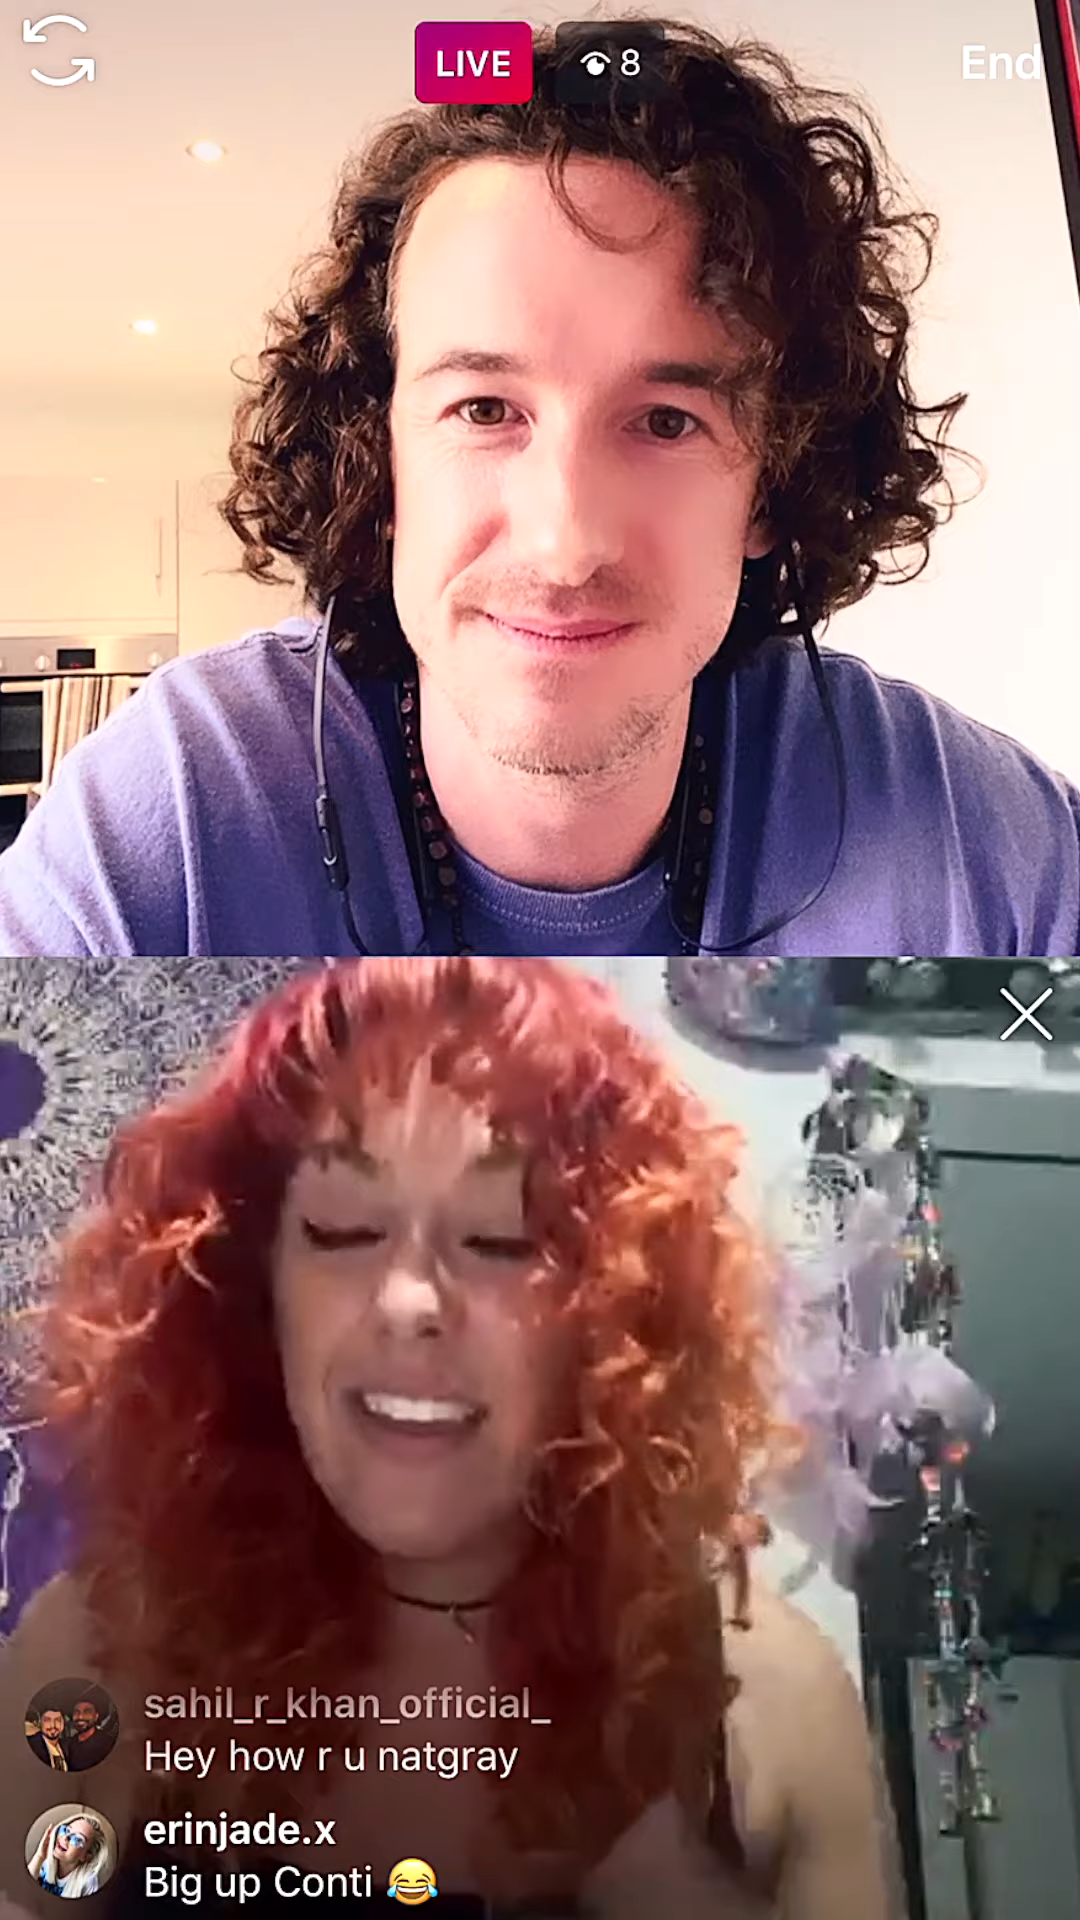 LIVE
8
End
sahil_r_khan_official_
Hey how r u natgray
erinjade.x
Big up Conti 😂